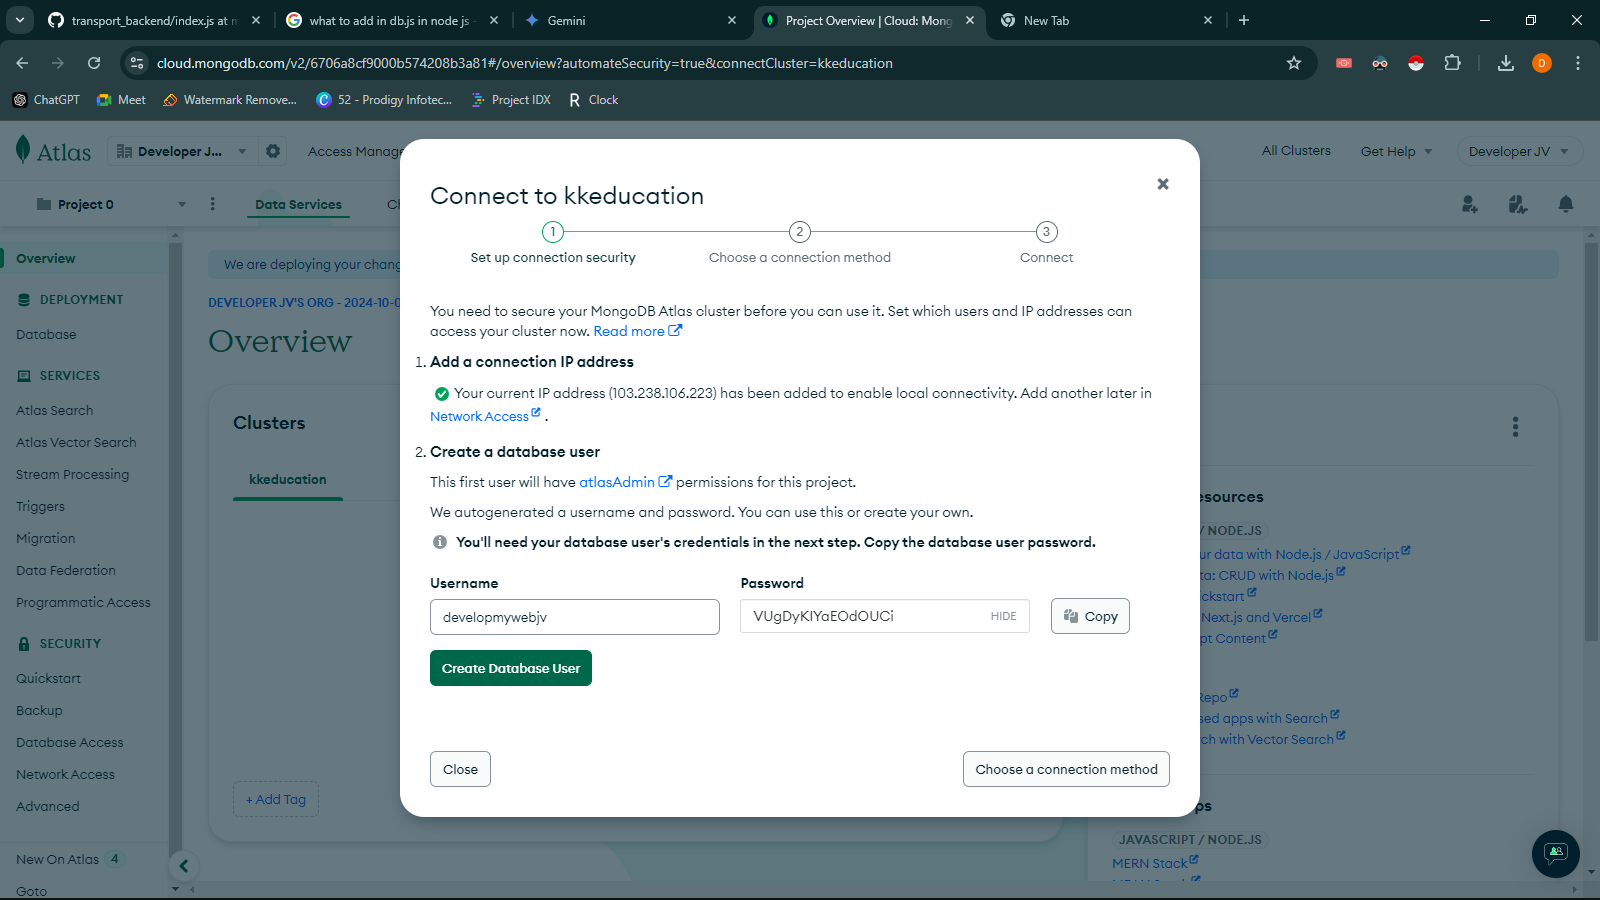 transport_backend/index.js at m
what to add in db.js in node js -
Gemini
Project Overview | Cloud: Mong
New Tab
cloud.mongodb.com/v2/6706a8cf9000b574208b3a81#/overview?automateSecurity=true&connectCluster=kkeducation
D
ChatGPT
Meet
Watermark Remove...
52 - Prodigy Infotec...
Project IDX
Clock
Atlas
Developer J...
Access Manage
All Clusters
Get Help
Developer JV
Project 0
Data Services
Overview
DEPLOYMENT
Database
SERVICES
Atlas Search
Atlas Vector Search
Stream Processing
Triggers
Migration
Data Federation
Programmatic Access
SECURITY
Quickstart
Backup
Database Access
Network Access
Advanced
New On Atlas 4
Goto
We are deploying your chang
DEVELOPER JV'S ORG - 2024-10-0
Overview
Clusters
kkeducation
+ Add Tag
Connect to kkeducation
1
2
3
Set up connection security
Choose a connection method
Connect
You need to secure your MongoDB Atlas cluster before you can use it. Set which users and IP addresses can
access your cluster now. Read more
1. Add a connection IP address
Your current IP address (103.238.106.223) has been added to enable local connectivity. Add another later in
Network Access .
2. Create a database user
This first user will have atlasAdmin permissions for this project.
We autogenerated a username and password. You can use this or create your own.
You'll need your database user's credentials in the next step. Copy the database user password.
Username
Password
developmywebjv
VUgDyKIYaEOdOUCi
HIDE
Copy
Create Database User
Close
Choose a connection method
esources
/ NODE.JS
ur data with Node.js / JavaScript
ta: CRUD with Node.js
ckstart
Next.js and Vercel
pt Content
Repo
sed apps with Search
rch with Vector Search
ps
JAVASCRIPT / NODE.JS
MERN Stack